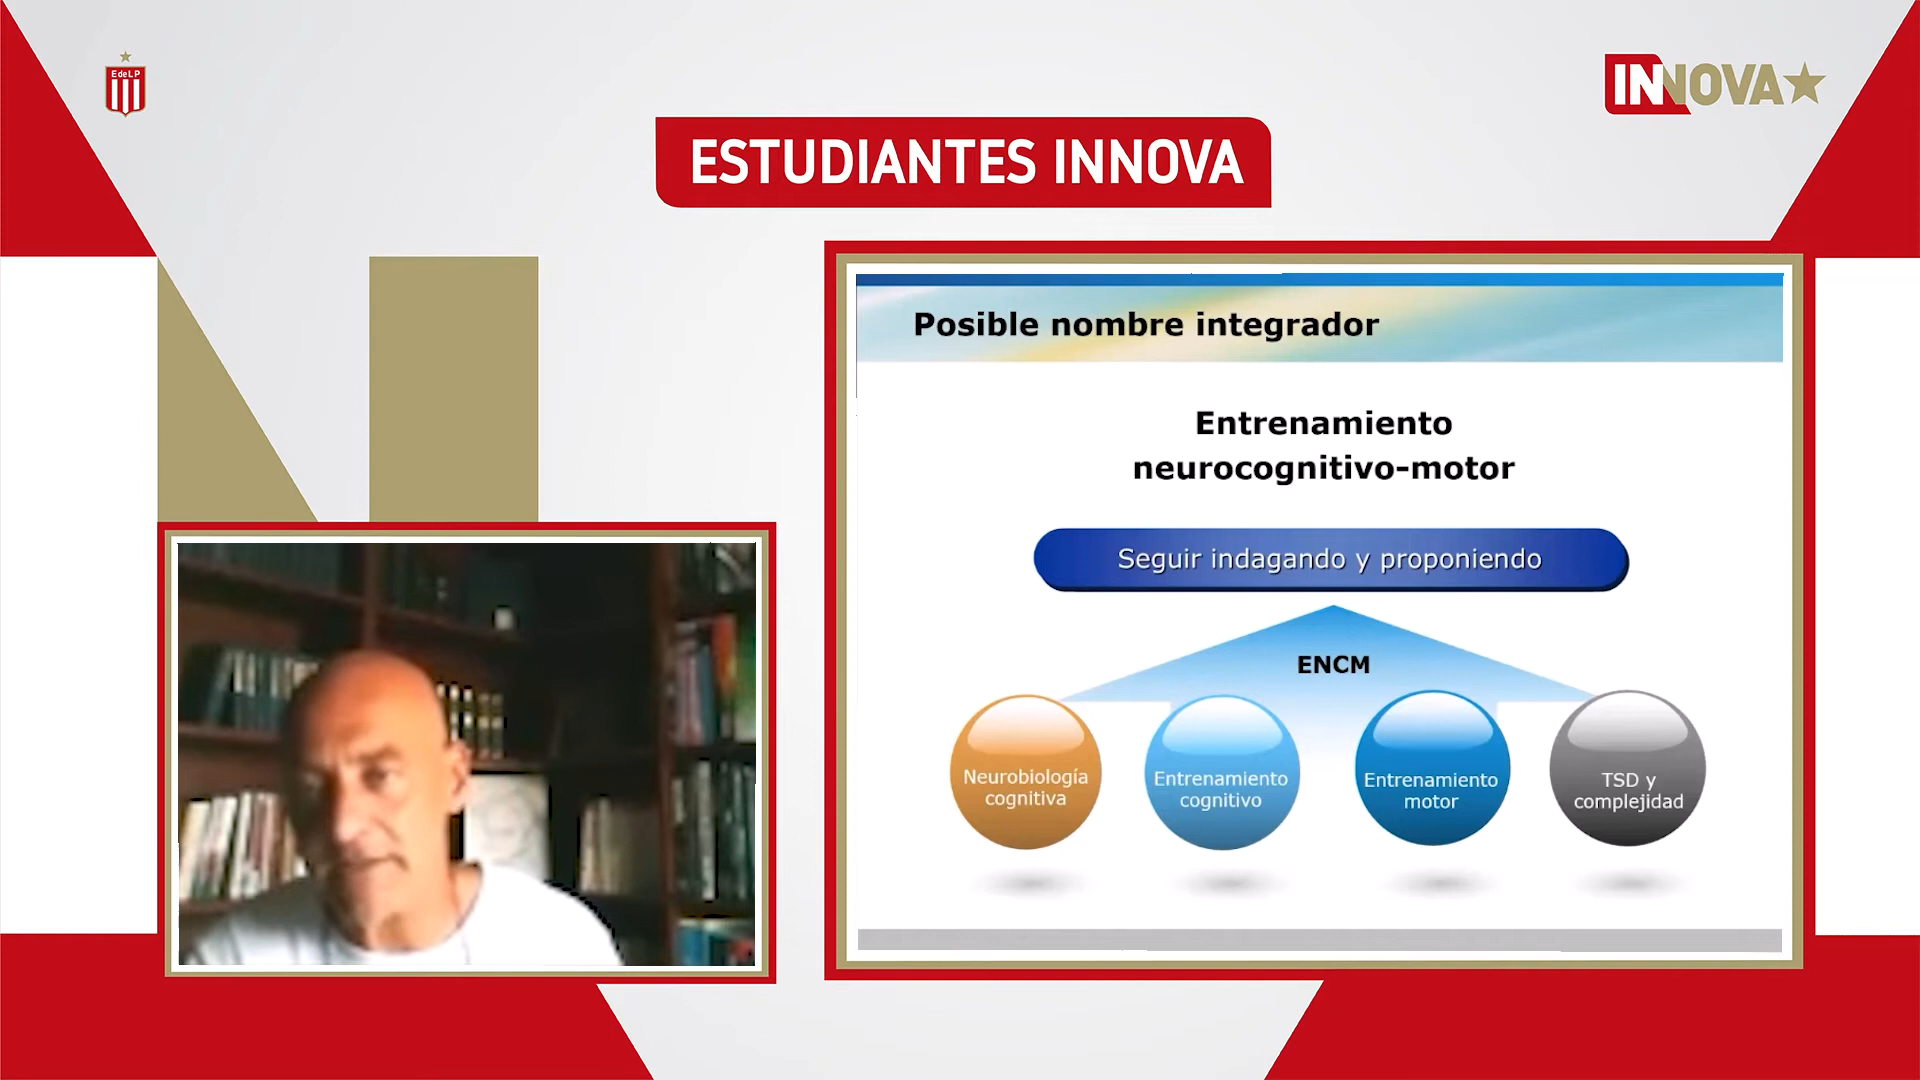 EdeLP
INNOVA
ESTUDIANTES INNOVA
Posible nombre integrador
Entrenamiento
neurocognitivo-motor
Seguir indagando y proponiendo
ENCM
Neurobiología
cognitiva
Entrenamiento
cognitivo
Entrenamiento
motor
TSD y
complejidad